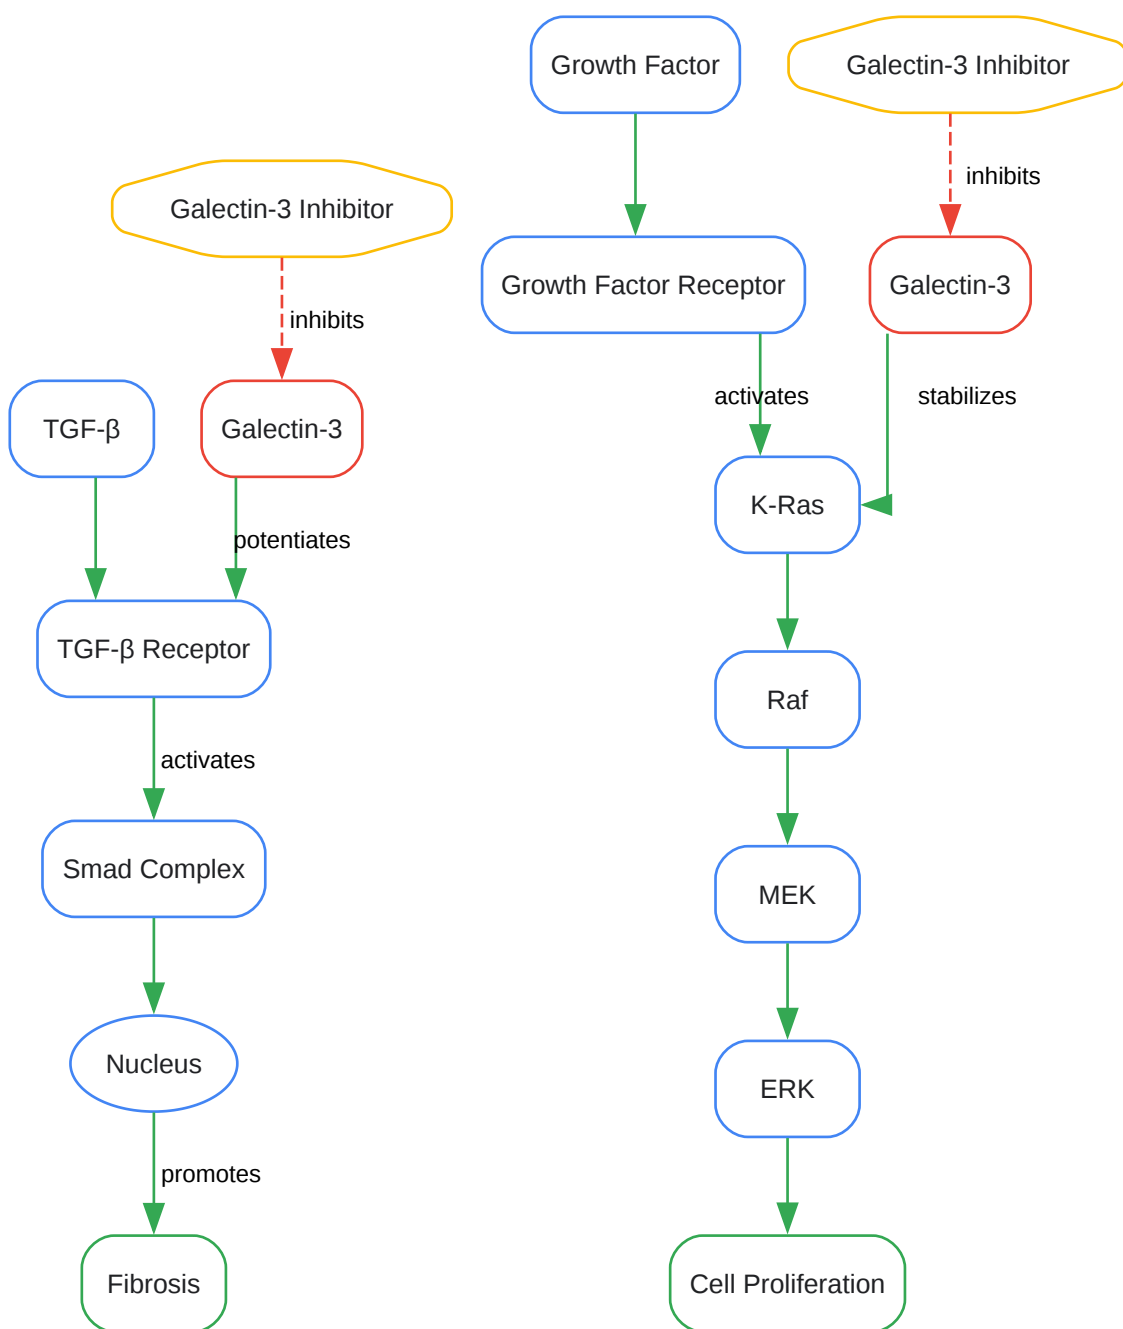 Growth Factor
Galectin-3 Inhibitor
inhibits
Galectin-3 Inhibitor
Growth Factor Receptor
Galectin-3
inhibits
activates
stabilizes
TGF-β
Galectin-3
K-Ras
potentiates
TGF-β Receptor
Raf
activates
Smad Complex
MEK
Nucleus
ERK
promotes
Fibrosis
Cell Proliferation